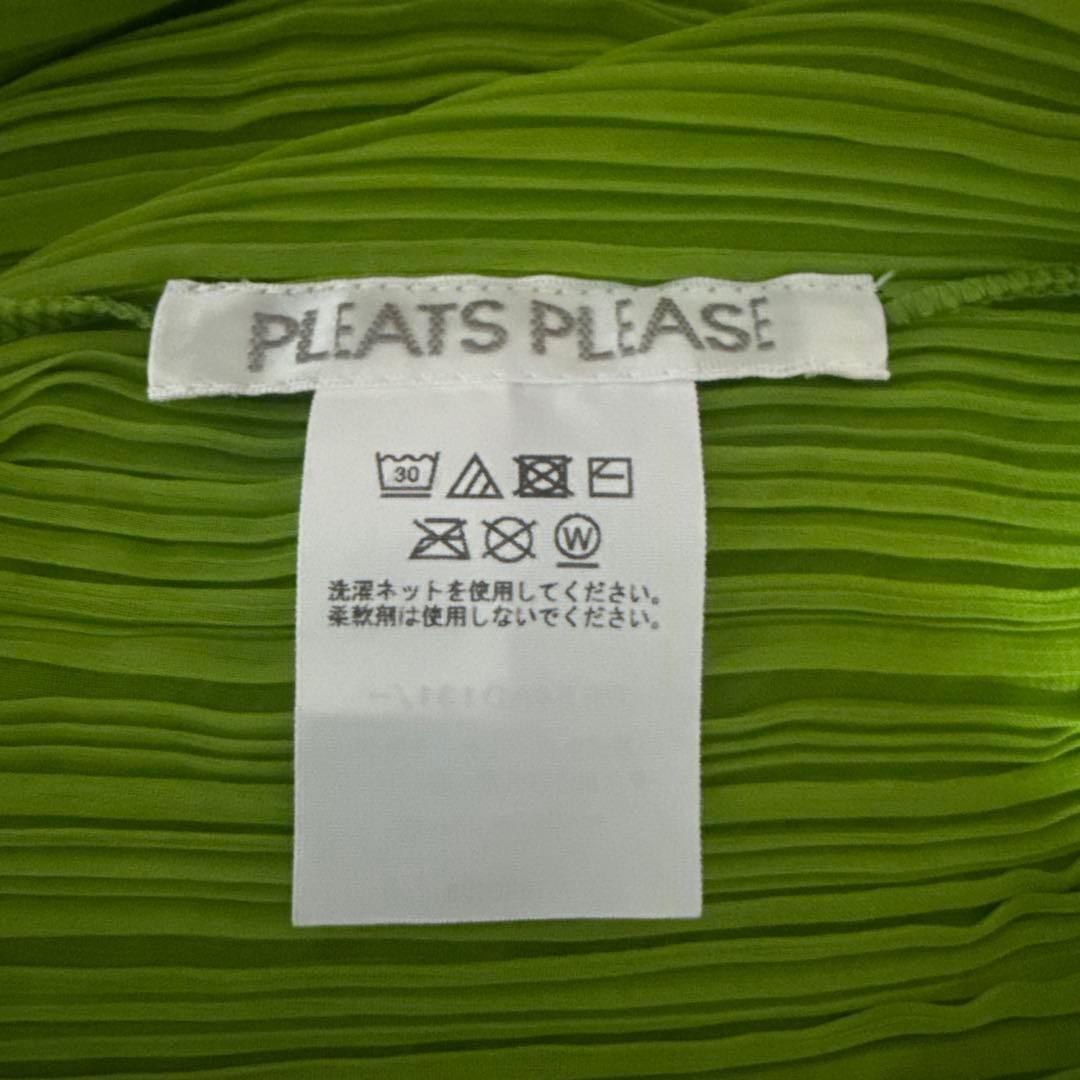 PLEATS PLEASE
30
W
洗濯ネットを使用してください。
柔軟剤は使用しないでください。